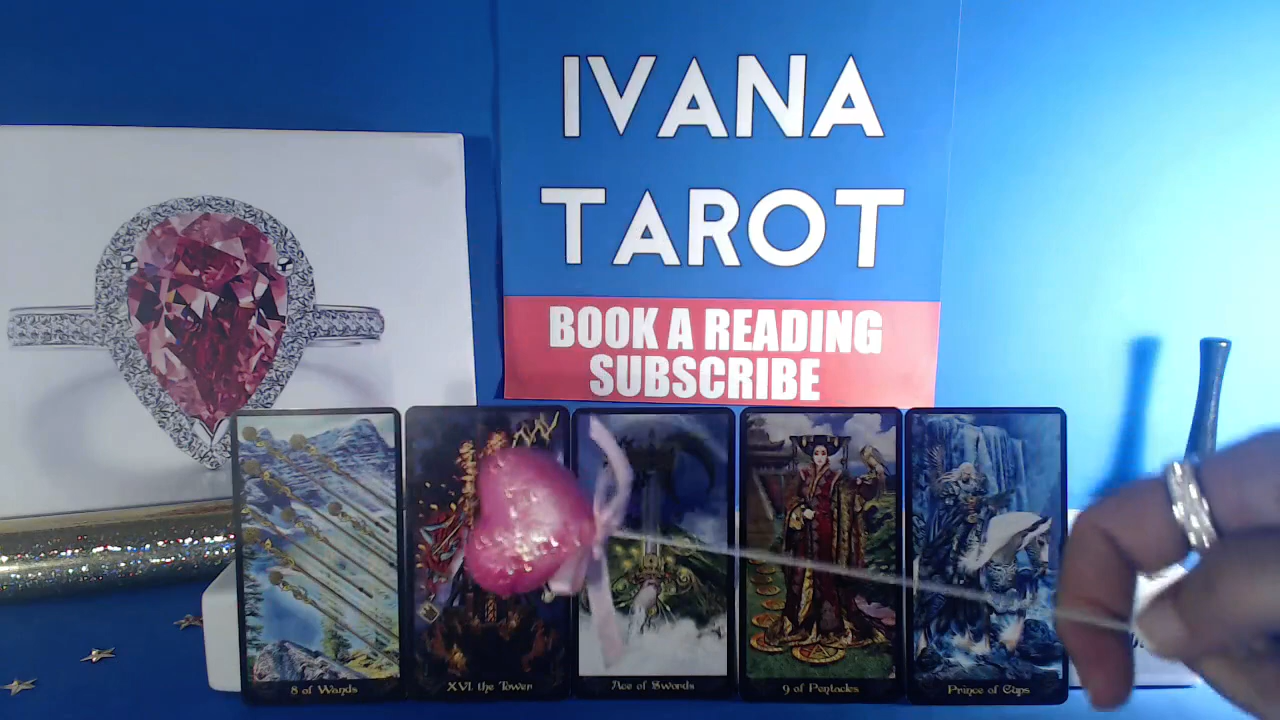 IVANA
TAROT
BOOK A READING
SUBSCRIBE
8 of Wands
XVI. the Tower
Ace of Swords
9 of Pentacles
Prince of Cups